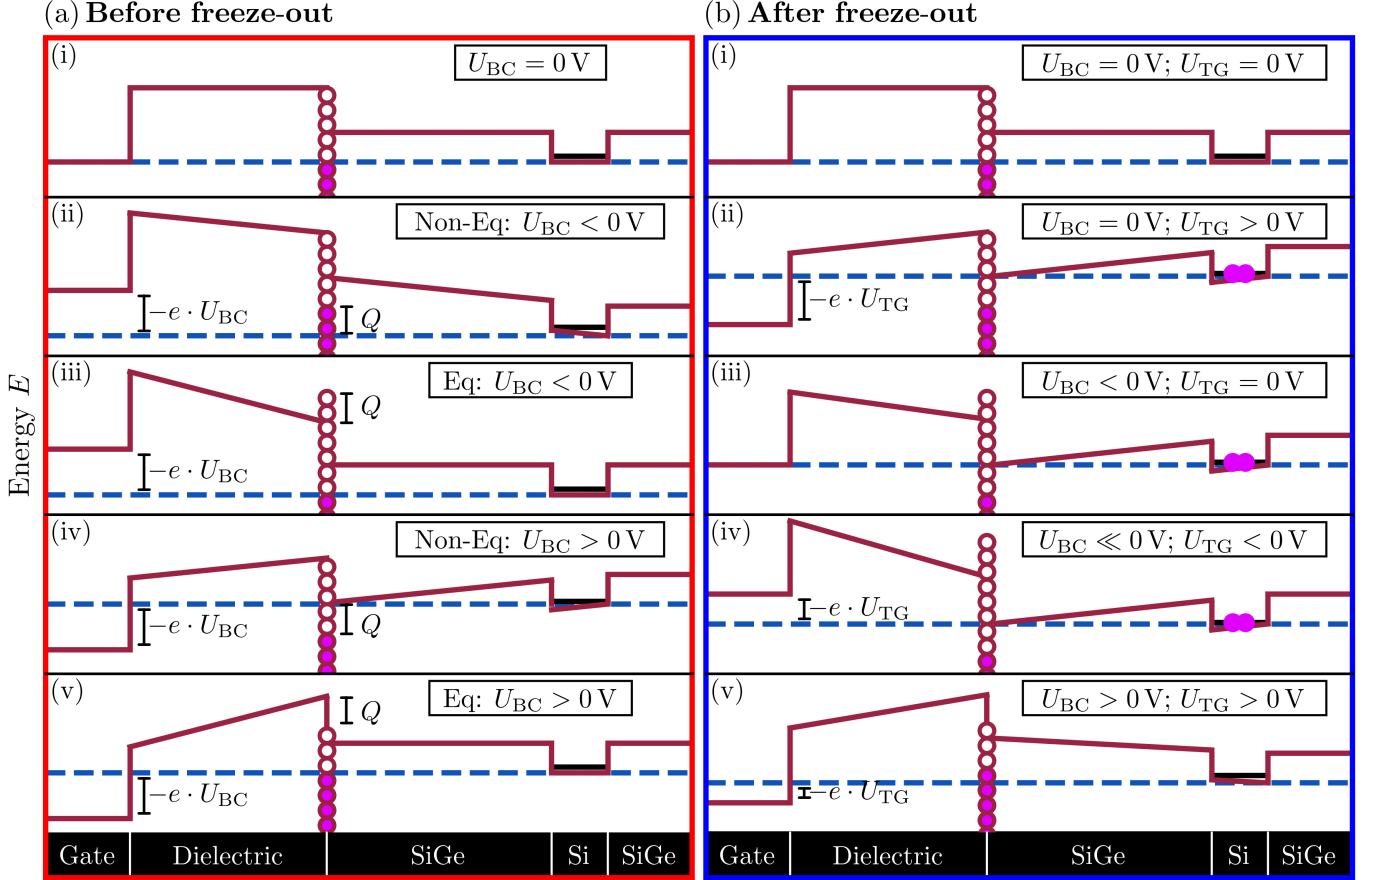 (a) Before freeze-out
(i)
U_BC = 0 V
(ii)
Non-Eq: U_BC < 0 V
−e · U_BC
Q
(iii)
Eq: U_BC < 0 V
Q
−e · U_BC
(iv)
Non-Eq: U_BC > 0 V
−e · U_BC
Q
(v)
Eq: U_BC > 0 V
Q
−e · U_BC
Gate Dielectric SiGe Si SiGe
Energy E
(b) After freeze-out
(i)
U_BC = 0 V; U_TG = 0 V
(ii)
U_BC = 0 V; U_TG > 0 V
−e · U_TG
(iii)
U_BC < 0 V; U_TG = 0 V
(iv)
U_BC ≪ 0 V; U_TG < 0 V
−e · U_TG
(v)
U_BC > 0 V; U_TG > 0 V
−e · U_TG
Gate Dielectric SiGe Si SiGe